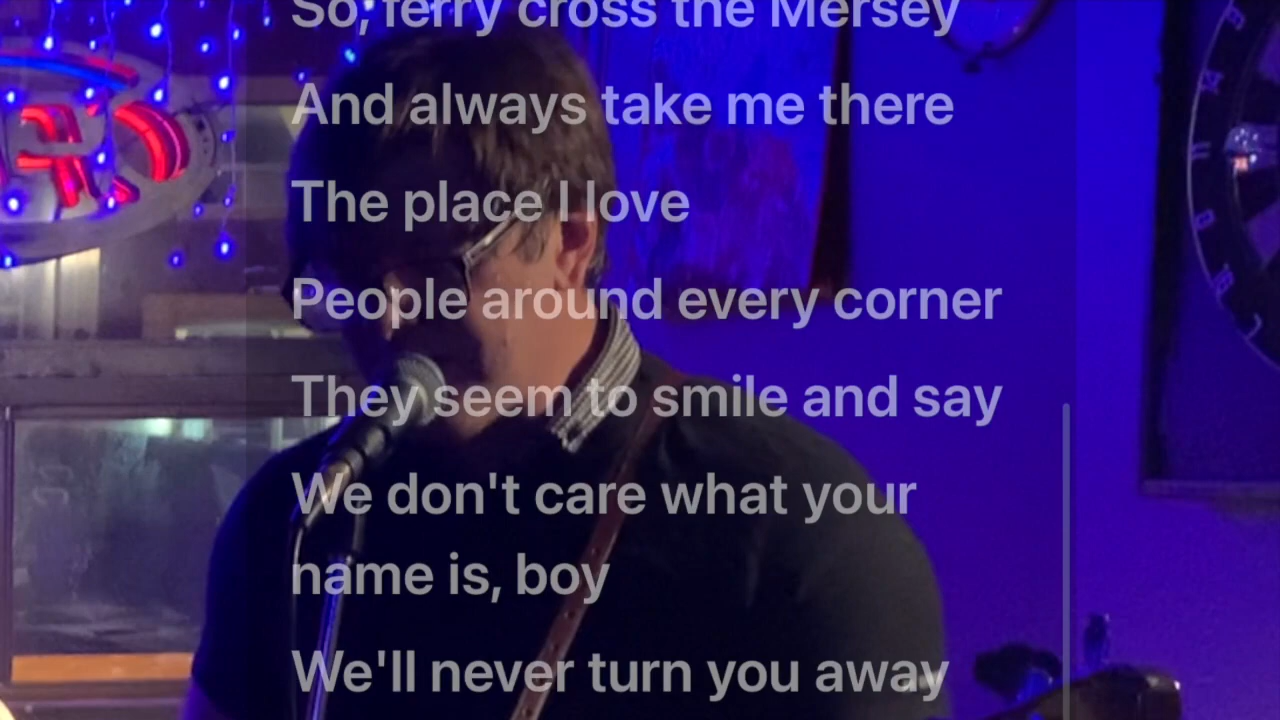 So, ferry cross the Mersey
And always take me there
The place I love
People around every corner
They seem to smile and say
We don't care what your
name is, boy
We'll never turn you away